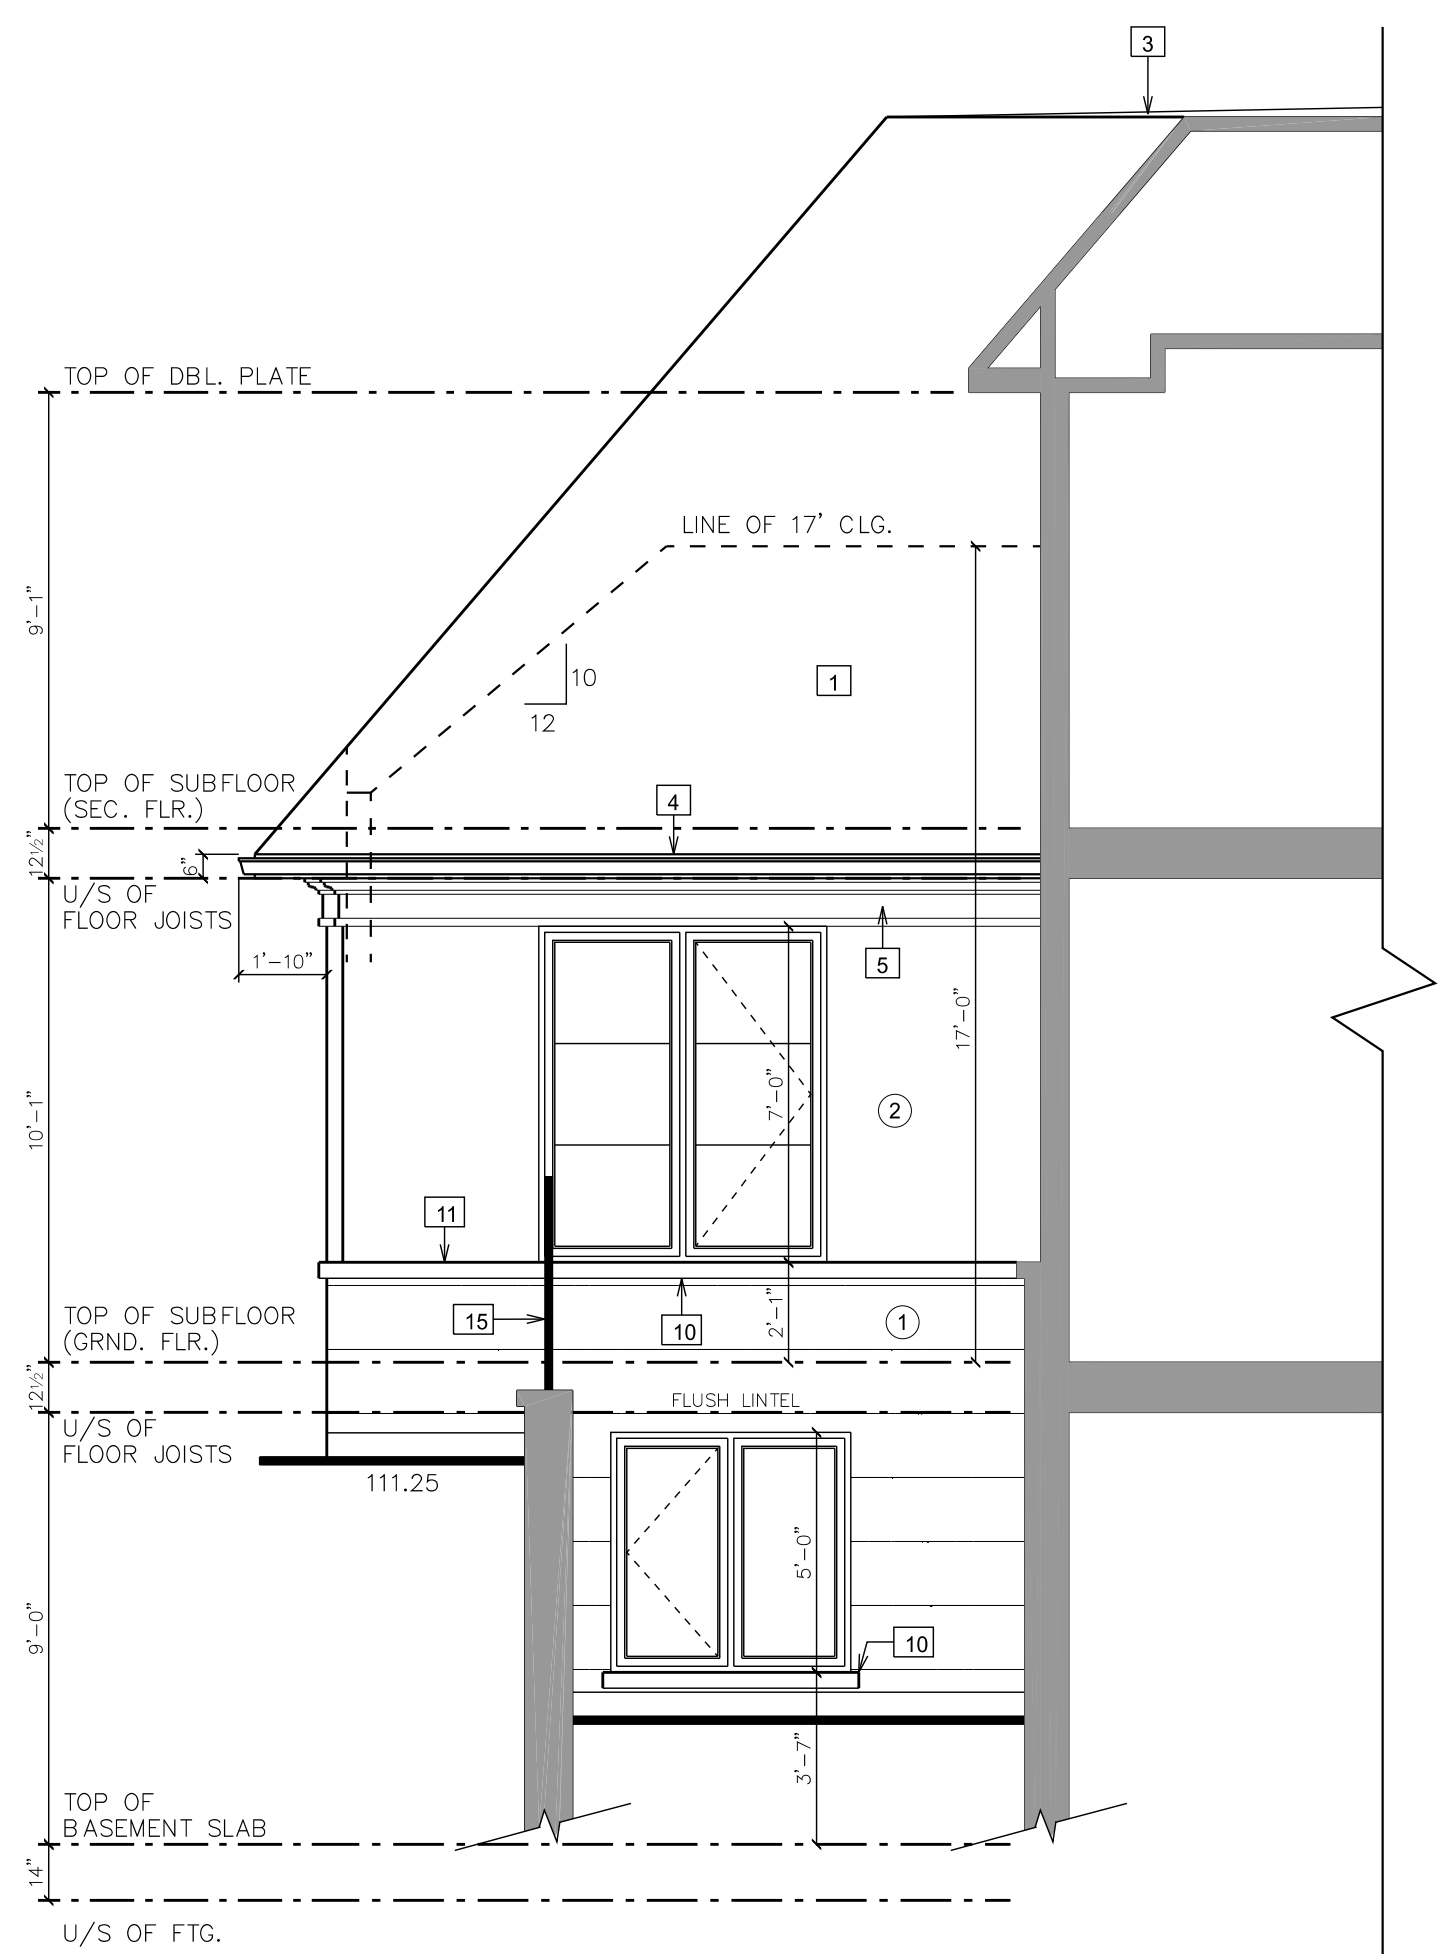 3
TOP OF DBL. PLATE
LINE OF 17' CLG.
9'-1"
10
12
1
TOP OF SUBFLOOR
(SEC. FLR.)
4
12½"
6"
U/S OF
FLOOR JOISTS
1'-10"
5
17'-0"
7'-0"
2
10'-1"
11
15
10
2'-1"
1
TOP OF SUBFLOOR
(GRND. FLR.)
12½"
FLUSH LINTEL
U/S OF
FLOOR JOISTS
111.25
5'-0"
9'-0"
10
3'-7"
TOP OF
BASEMENT SLAB
14"
U/S OF FTG.